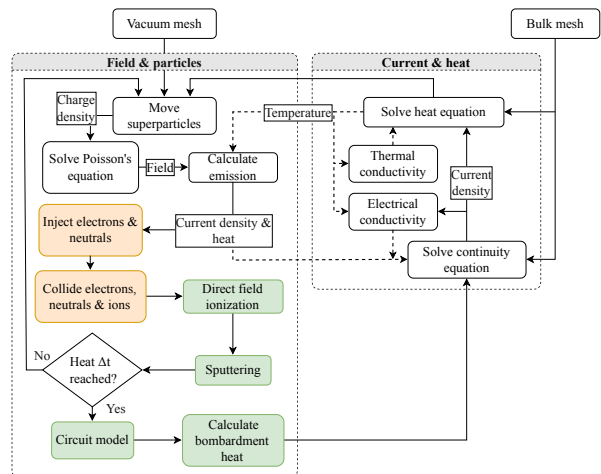 Vacuum mesh
Bulk mesh
Field & particles
Current & heat
Charge
density
Move
superparticles
Temperature
Solve heat equation
Solve Poisson's
equation
Field
Calculate
emission
Thermal
conductivity
Current
density
Electrical
conductivity
Inject electrons &
neutrals
Current density &
heat
Solve continuity
equation
Collide electrons,
neutrals & ions
Direct field
ionization
No
Heat Δt
reached?
Sputtering
Yes
Circuit model
Calculate
bombardment
heat